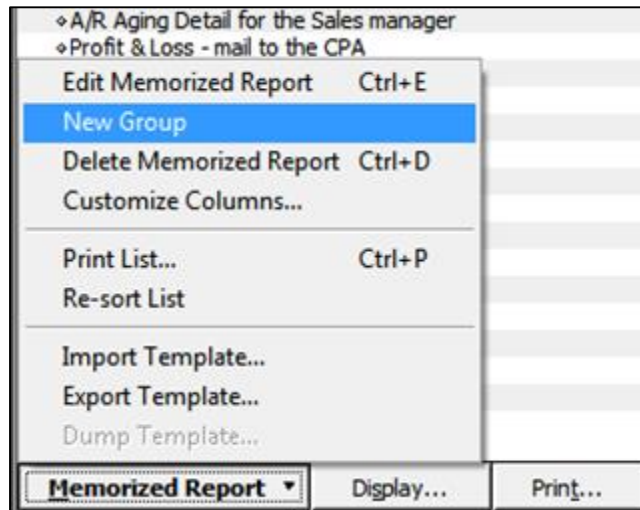 ◆A/R Aging Detail for the Sales manager
◆Profit & Loss - mail to the CPA
Edit Memorized Report Ctrl+E
New Group
Delete Memorized Report Ctrl+D
Customize Columns...
Print List... Ctrl+P
Re-sort List
Import Template...
Export Template...
Dump Template...
Memorized Report ▼ Display... Print...